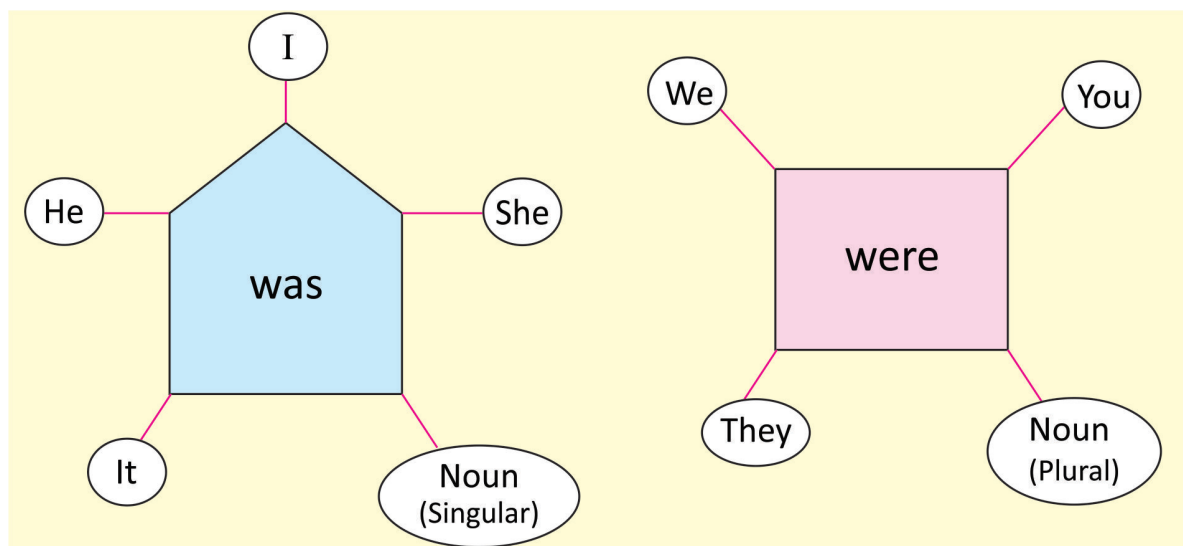 I
He
She
was
It
Noun
(Singular)
We
You
were
They
Noun
(Plural)